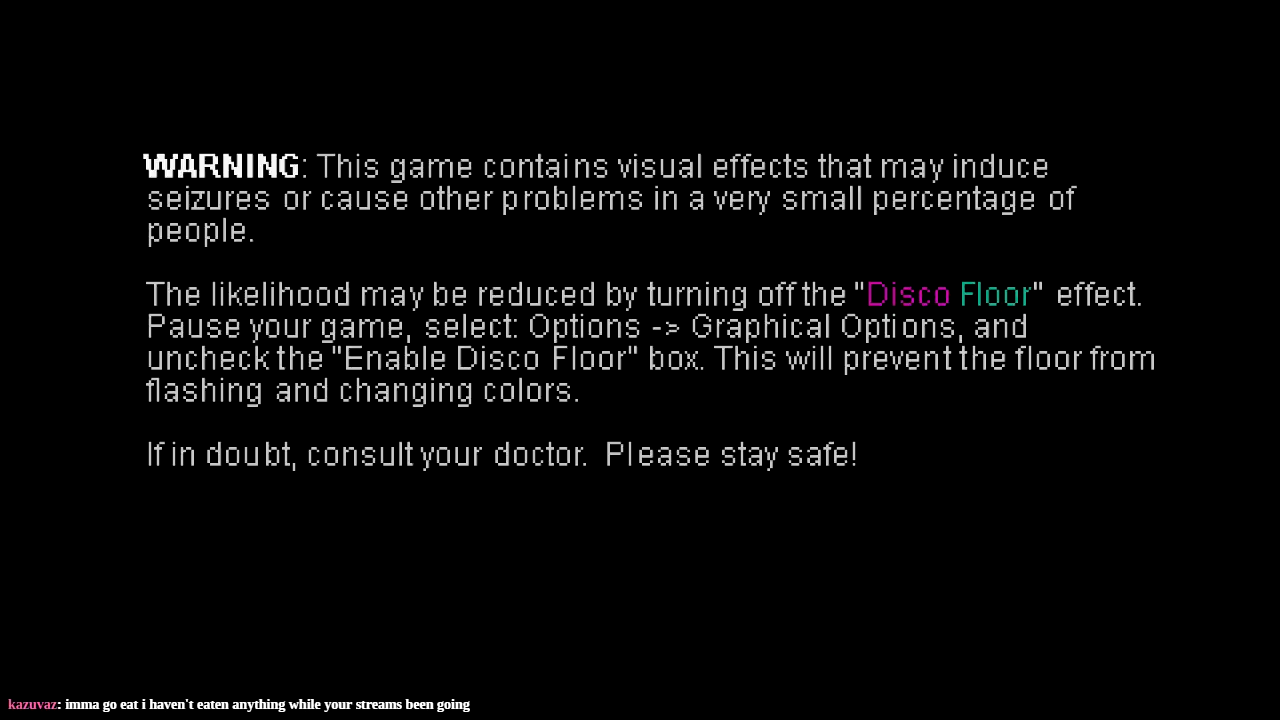 WARNING: This game contains visual effects that may induce
seizures or cause other problems in a very small percentage of
people.
The likelihood may be reduced by turning off the "Disco Floor" effect.
Pause your game, select: Options -> Graphical Options, and
uncheck the "Enable Disco Floor" box. This will prevent the floor from
flashing and changing colors.
If in doubt, consult your doctor.  Please stay safe!
kazuvaz: imma go eat i haven't eaten anything while your streams been going